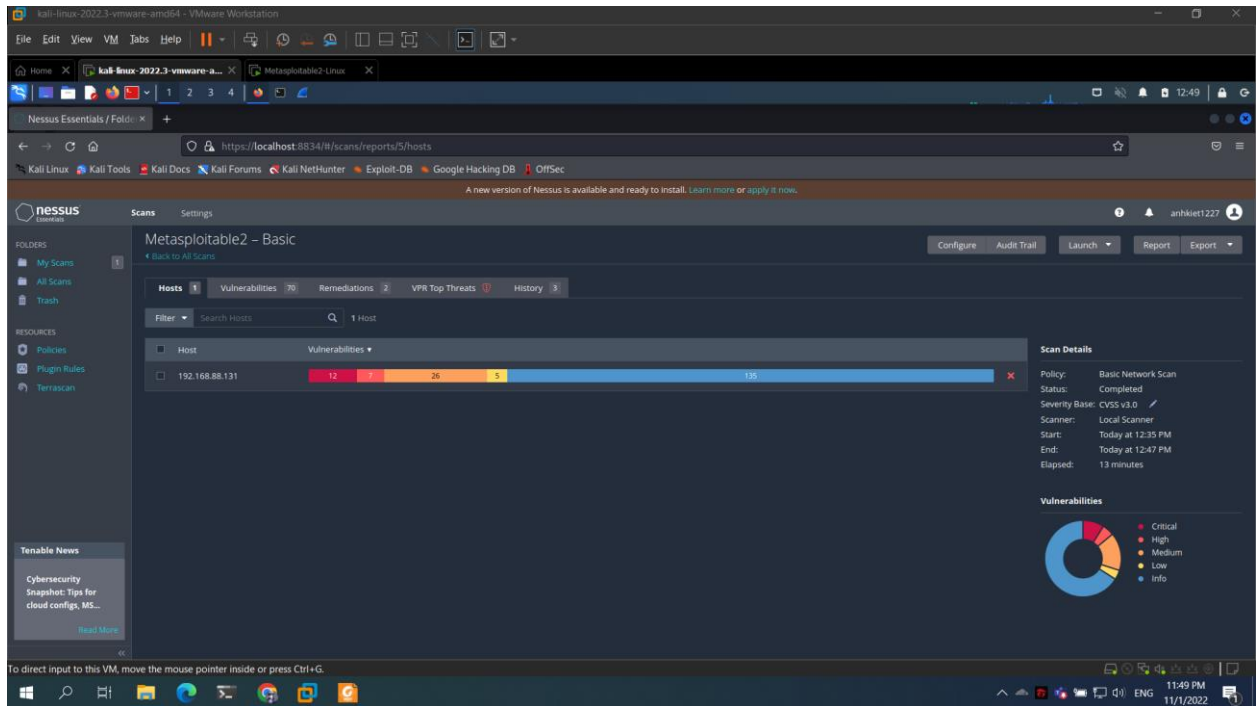 kali-linux-2022.3-vmware-amd64 - VMware Workstation
File Edit View VM Tabs Help
Home kali-linux-2022.3-vmware-a... Metasploitable2-Linux
1 2 3 4 12:49
Nessus Essentials / Folde
https://localhost:8834/#/scans/reports/5/hosts
Kali Linux Kali Tools Kali Docs Kali Forums Kali NetHunter Exploit-DB Google Hacking DB OffSec
A new version of Nessus is available and ready to install. Learn more or apply it now.
nessus Essentials Scans Settings anhkiet1227
FOLDERS
My Scans 1
All Scans
Trash
RESOURCES
Policies
Plugin Rules
Terrascan
Metasploitable2 – Basic
Back to All Scans
Configure Audit Trail Launch Report Export
Hosts 1 Vulnerabilities 70 Remediations 2 VPR Top Threats History 3
Filter Search Hosts 1 Host
Host Vulnerabilities
192.168.88.131 12 7 26 5 135
Scan Details
Policy: Basic Network Scan
Status: Completed
Severity Base: CVSS v3.0
Scanner: Local Scanner
Start: Today at 12:35 PM
End: Today at 12:47 PM
Elapsed: 13 minutes
Vulnerabilities
Critical
High
Medium
Low
Info
Tenable News
Cybersecurity
Snapshot: Tips for
cloud configs, MS...
Read More
To direct input to this VM, move the mouse pointer inside or press Ctrl+G.
ENG 11:49 PM
11/1/2022
1